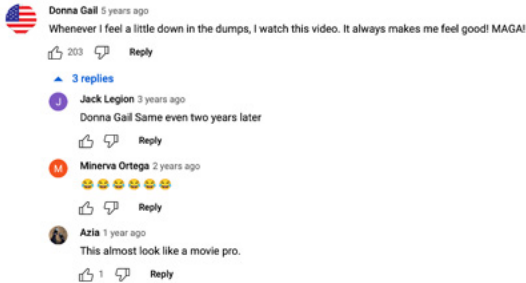 Donna Gail 5 years ago
Whenever I feel a little down in the dumps, I watch this video. It always makes me feel good! MAGA!
203 Reply
3 replies
J Jack Legion 3 years ago
Donna Gail Same even two years later
Reply
M Minerva Ortega 2 years ago
😂😂😂😂😂😂
Reply
Azia 1 year ago
This almost look like a movie pro.
1 Reply